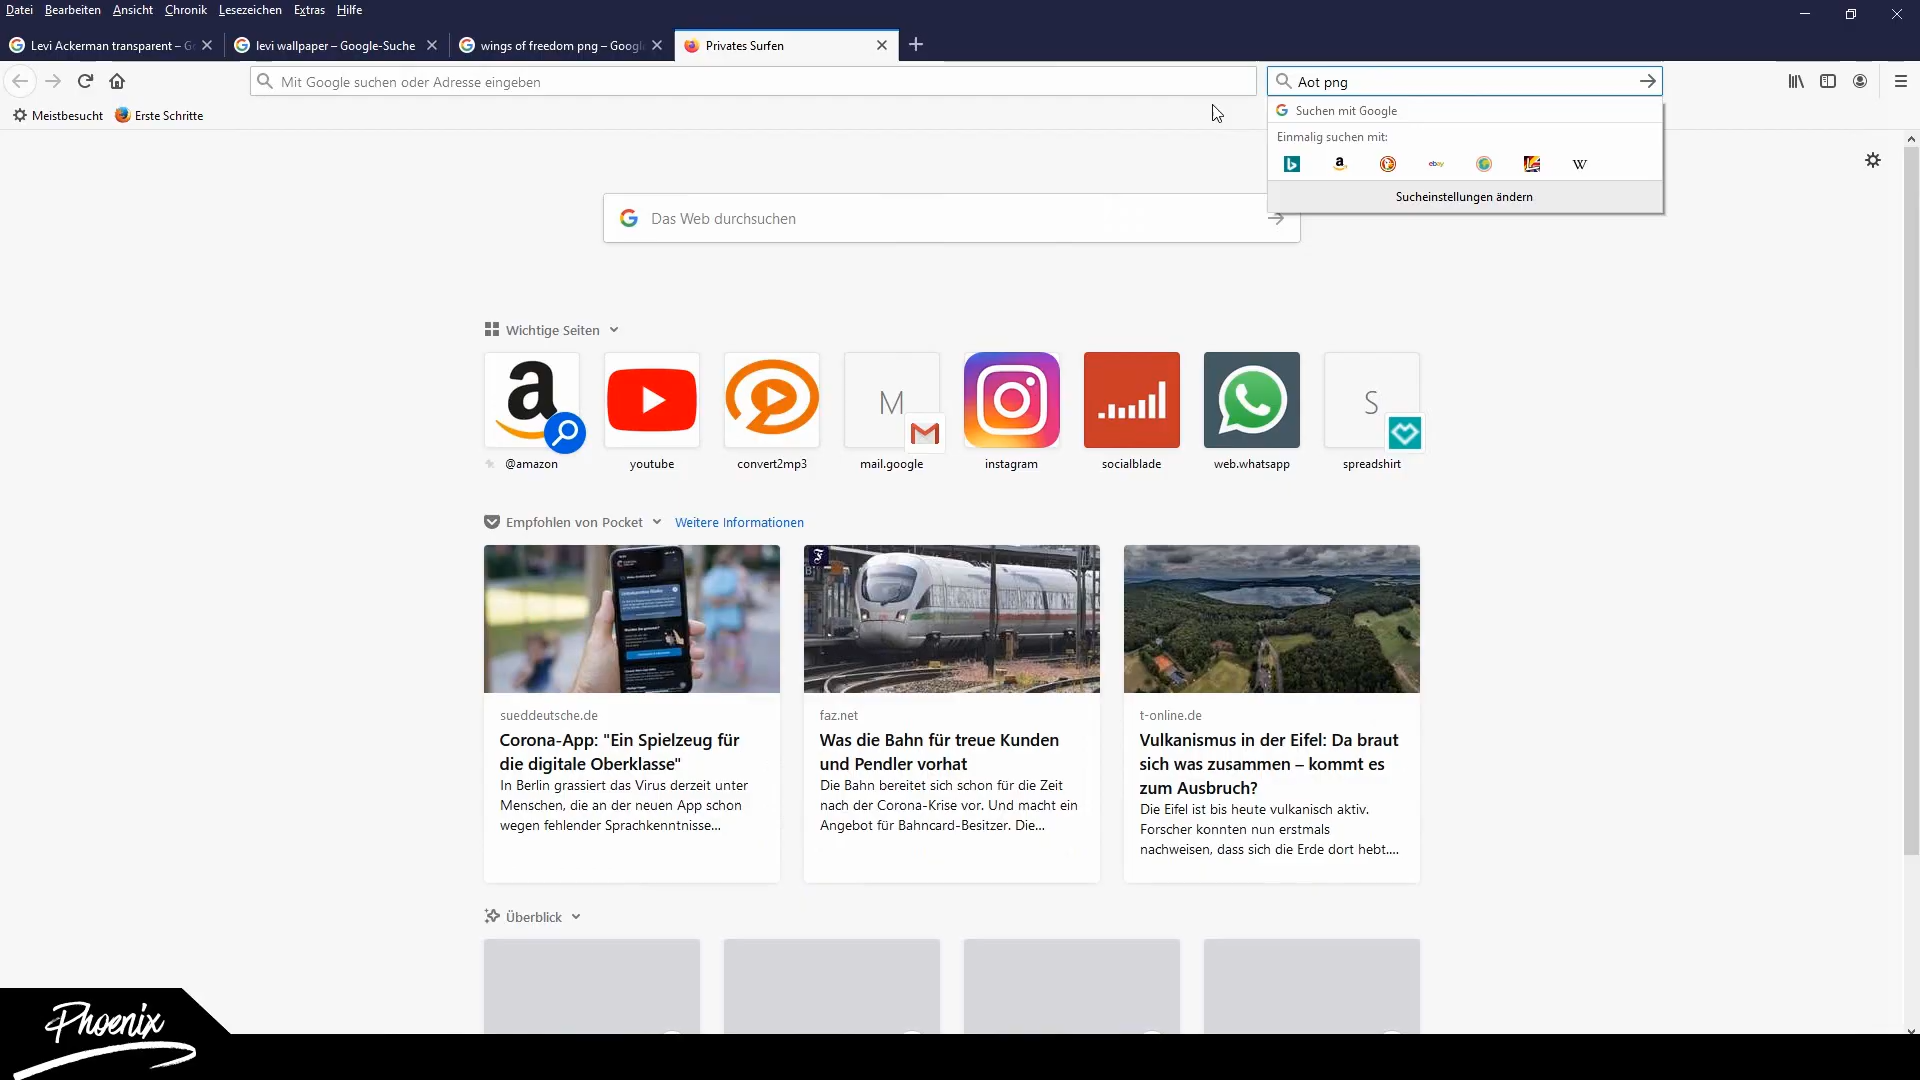 Datei Bearbeiten Ansicht Chronik Lesezeichen Extras Hilfe
Levi Ackerman transparent – G levi wallpaper – Google-Suche wings of freedom png – Google Privates Surfen
Mit Google suchen oder Adresse eingeben Aot png
Meistbesucht Erste Schritte Suchen mit Google
Einmalig suchen mit:
a ebay W
Sucheinstellungen ändern
Das Web durchsuchen
Wichtige Seiten
a M S
@amazon youtube convert2mp3 mail.google instagram socialblade web.whatsapp spreadshirt
Empfohlen von Pocket Weitere Informationen
sueddeutsche.de
Corona-App: "Ein Spielzeug für
die digitale Oberklasse"
In Berlin grassiert das Virus derzeit unter
Menschen, die an der neuen App schon
wegen fehlender Sprachkenntnisse...
faz.net
Was die Bahn für treue Kunden
und Pendler vorhat
Die Bahn bereitet sich schon für die Zeit
nach der Corona-Krise vor. Und macht ein
Angebot für Bahncard-Besitzer. Die...
t-online.de
Vulkanismus in der Eifel: Da braut
sich was zusammen – kommt es
zum Ausbruch?
Die Eifel ist bis heute vulkanisch aktiv.
Forscher konnten nun erstmals
nachweisen, dass sich die Erde dort hebt....
Überblick
Phoenix